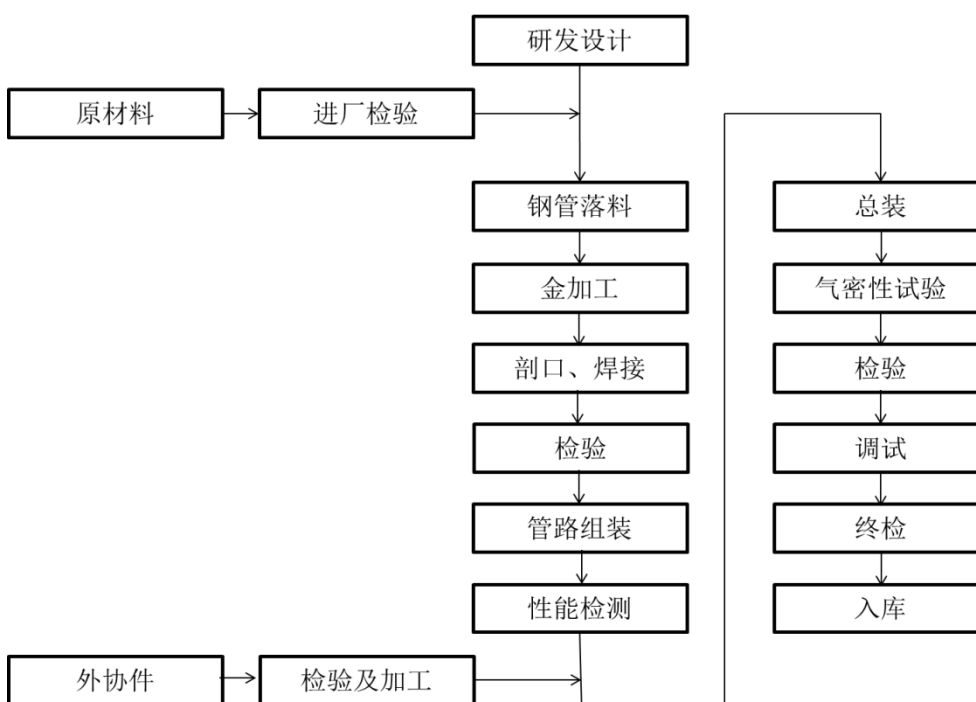 研发设计
原材料
进厂检验
钢管落料
金加工
剖口、焊接
检验
管路组装
性能检测
外协件
检验及加工
总装
气密性试验
检验
调试
终检
入库